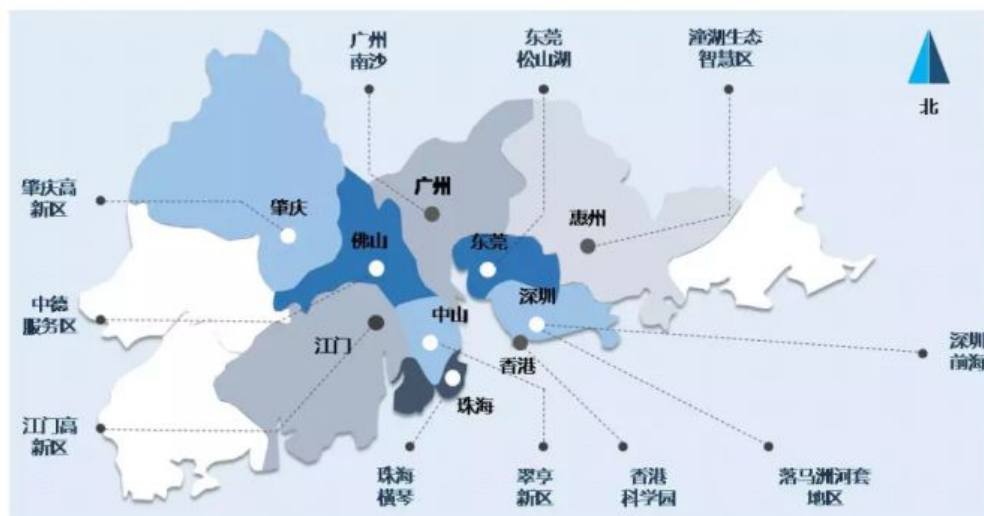 广州
南沙
东莞
松山湖
潼湖生态
智慧区
北
肇庆高
新区
肇庆
广州
惠州
佛山
东莞
中德
服务区
江门
中山
深圳
香港
深圳
前海
珠海
江门高
新区
珠海
横琴
翠亨
新区
香港
科学园
落马洲河套
地区